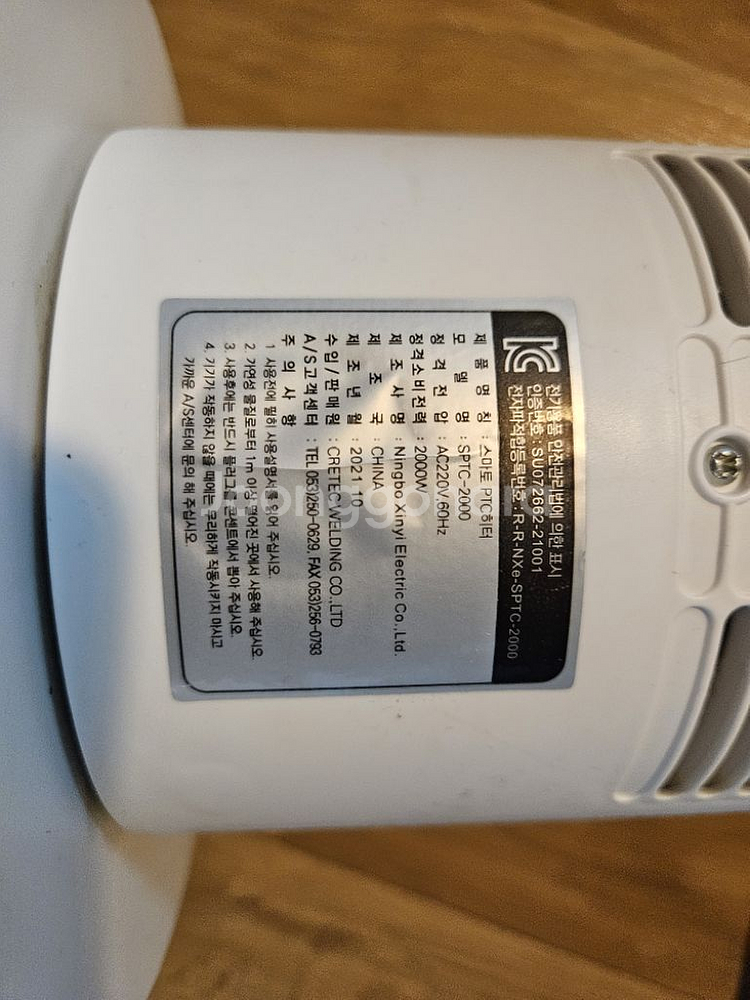 전기용품 안전관리법에 의한 표시
인증번호 : SU072662-21001
전자파적합등록번호 : R-R-NXe-SPTC-2000
제 품 명 칭 : 스마토 PTC히터
모 델 명 : SPTC-2000
정 격 전 압 : AC220V,60Hz
정격소비전력 : 2000W
제 조 사 명 : Ningbo Xinyi Electric Co.,Ltd.
제 조 국 : CHINA
제 조 년 월 : 2021.10
수입/판매원 : CRETEC WELDING CO.,LTD
A/S고객센터 : TEL 053)250-0629, FAX 053)256-0793
주 의 사 항
1. 사용전에 필히 사용설명서를 읽어 주십시오.
2. 가연성 물질로부터 1m 이상 떨어진 곳에서 사용해 주십시오.
3. 사용후에는 반드시 플러그를 콘센트에서 뽑아 주십시오.
4. 기기가 작동하지 않을 때에는 무리하게 작동시키지 마시고
가까운 A/S센터에 문의 해 주십시오.